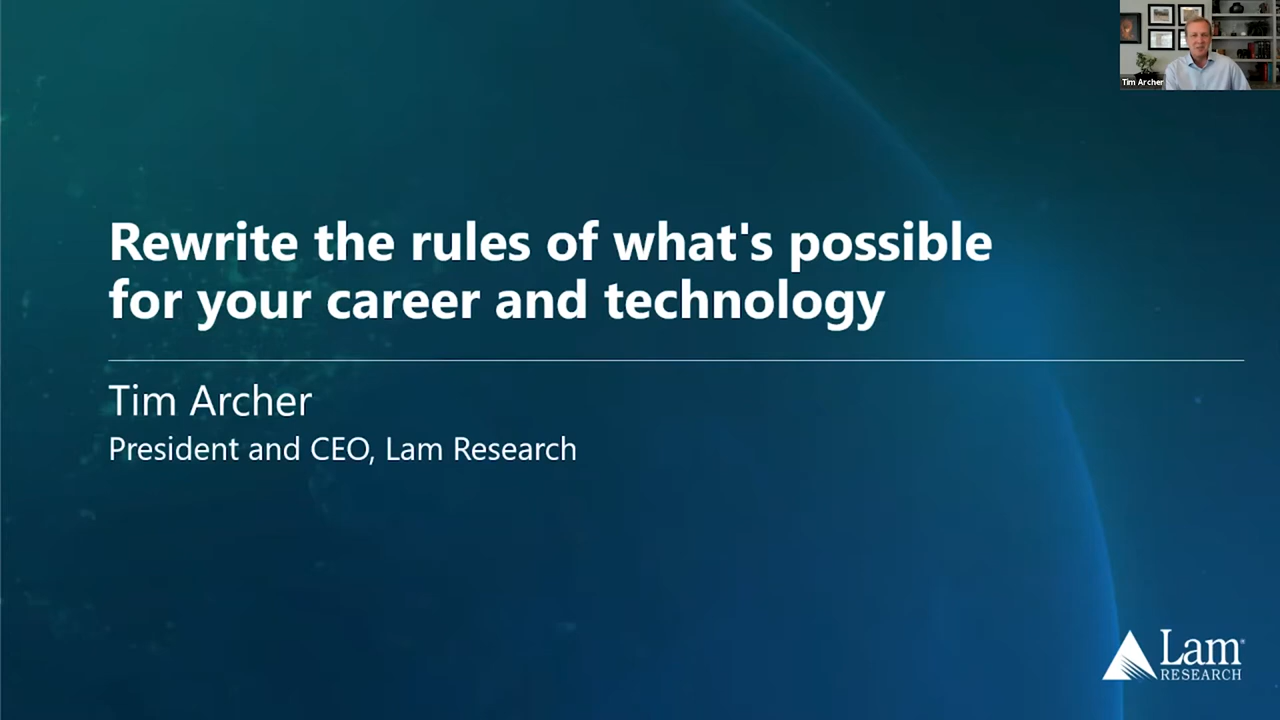 Tim Archer
Rewrite the rules of what's possible
for your career and technology
Tim Archer
President and CEO, Lam Research
Lam
RESEARCH